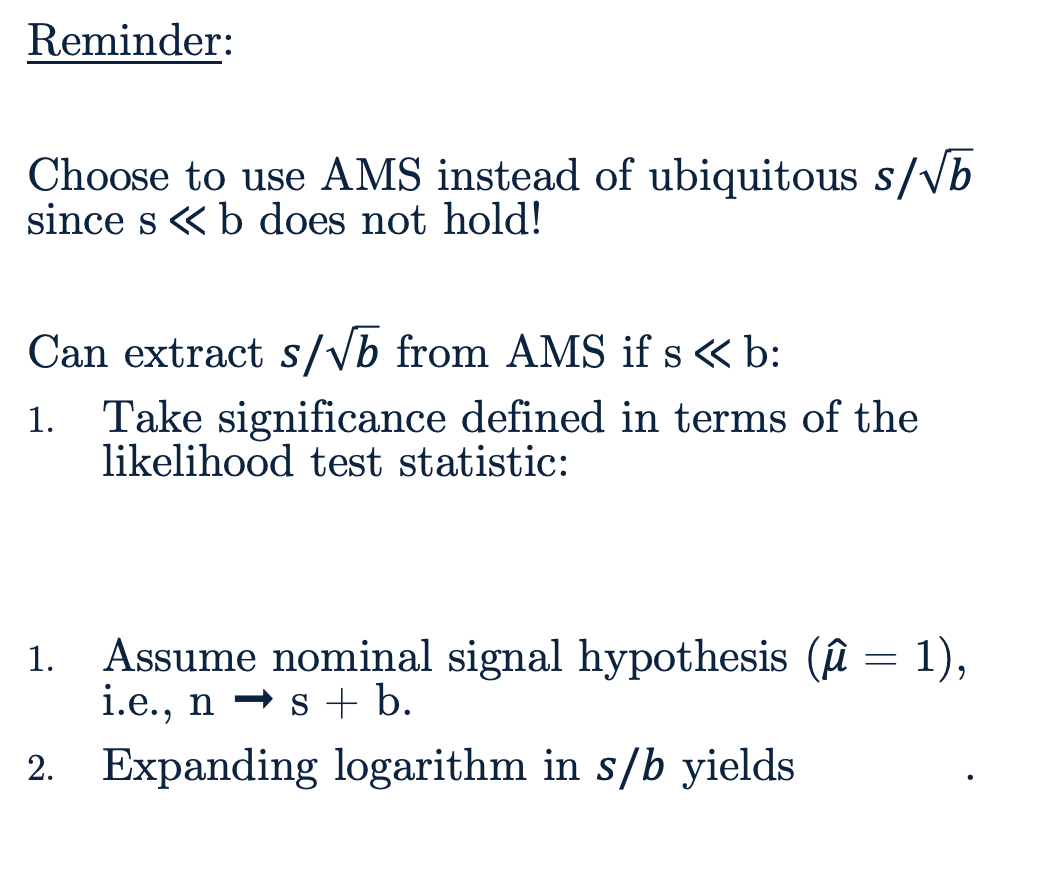 Reminder:
Choose to use AMS instead of ubiquitous s/√b
since s ≪ b does not hold!
Can extract s/√b from AMS if s ≪ b:
1. Take significance defined in terms of the
likelihood test statistic:
1. Assume nominal signal hypothesis (μ̂ = 1),
i.e., n → s + b.
2. Expanding logarithm in s/b yields .